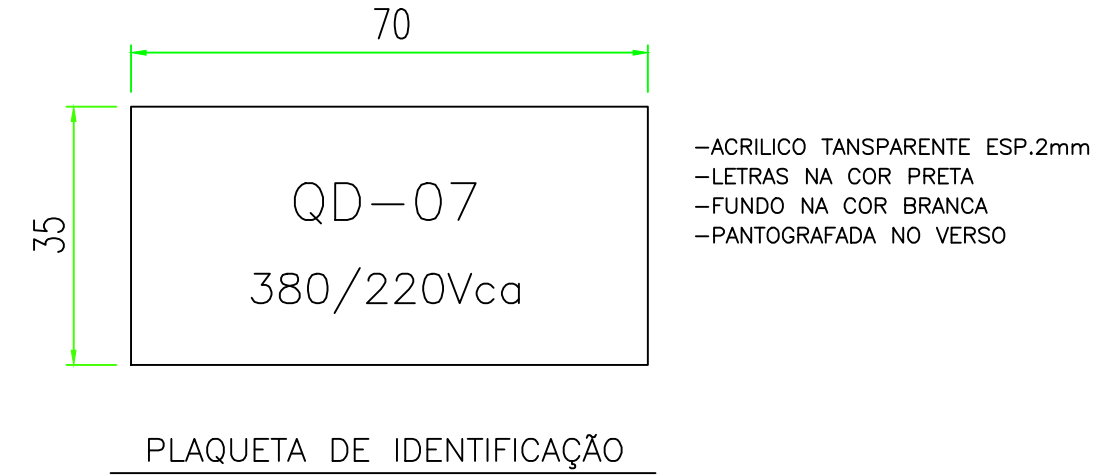 70
35
QD-07
380/220Vca
-ACRILICO TANSPARENTE ESP.2mm
-LETRAS NA COR PRETA
-FUNDO NA COR BRANCA
-PANTOGRAFADA NO VERSO
PLAQUETA DE IDENTIFICAÇÃO